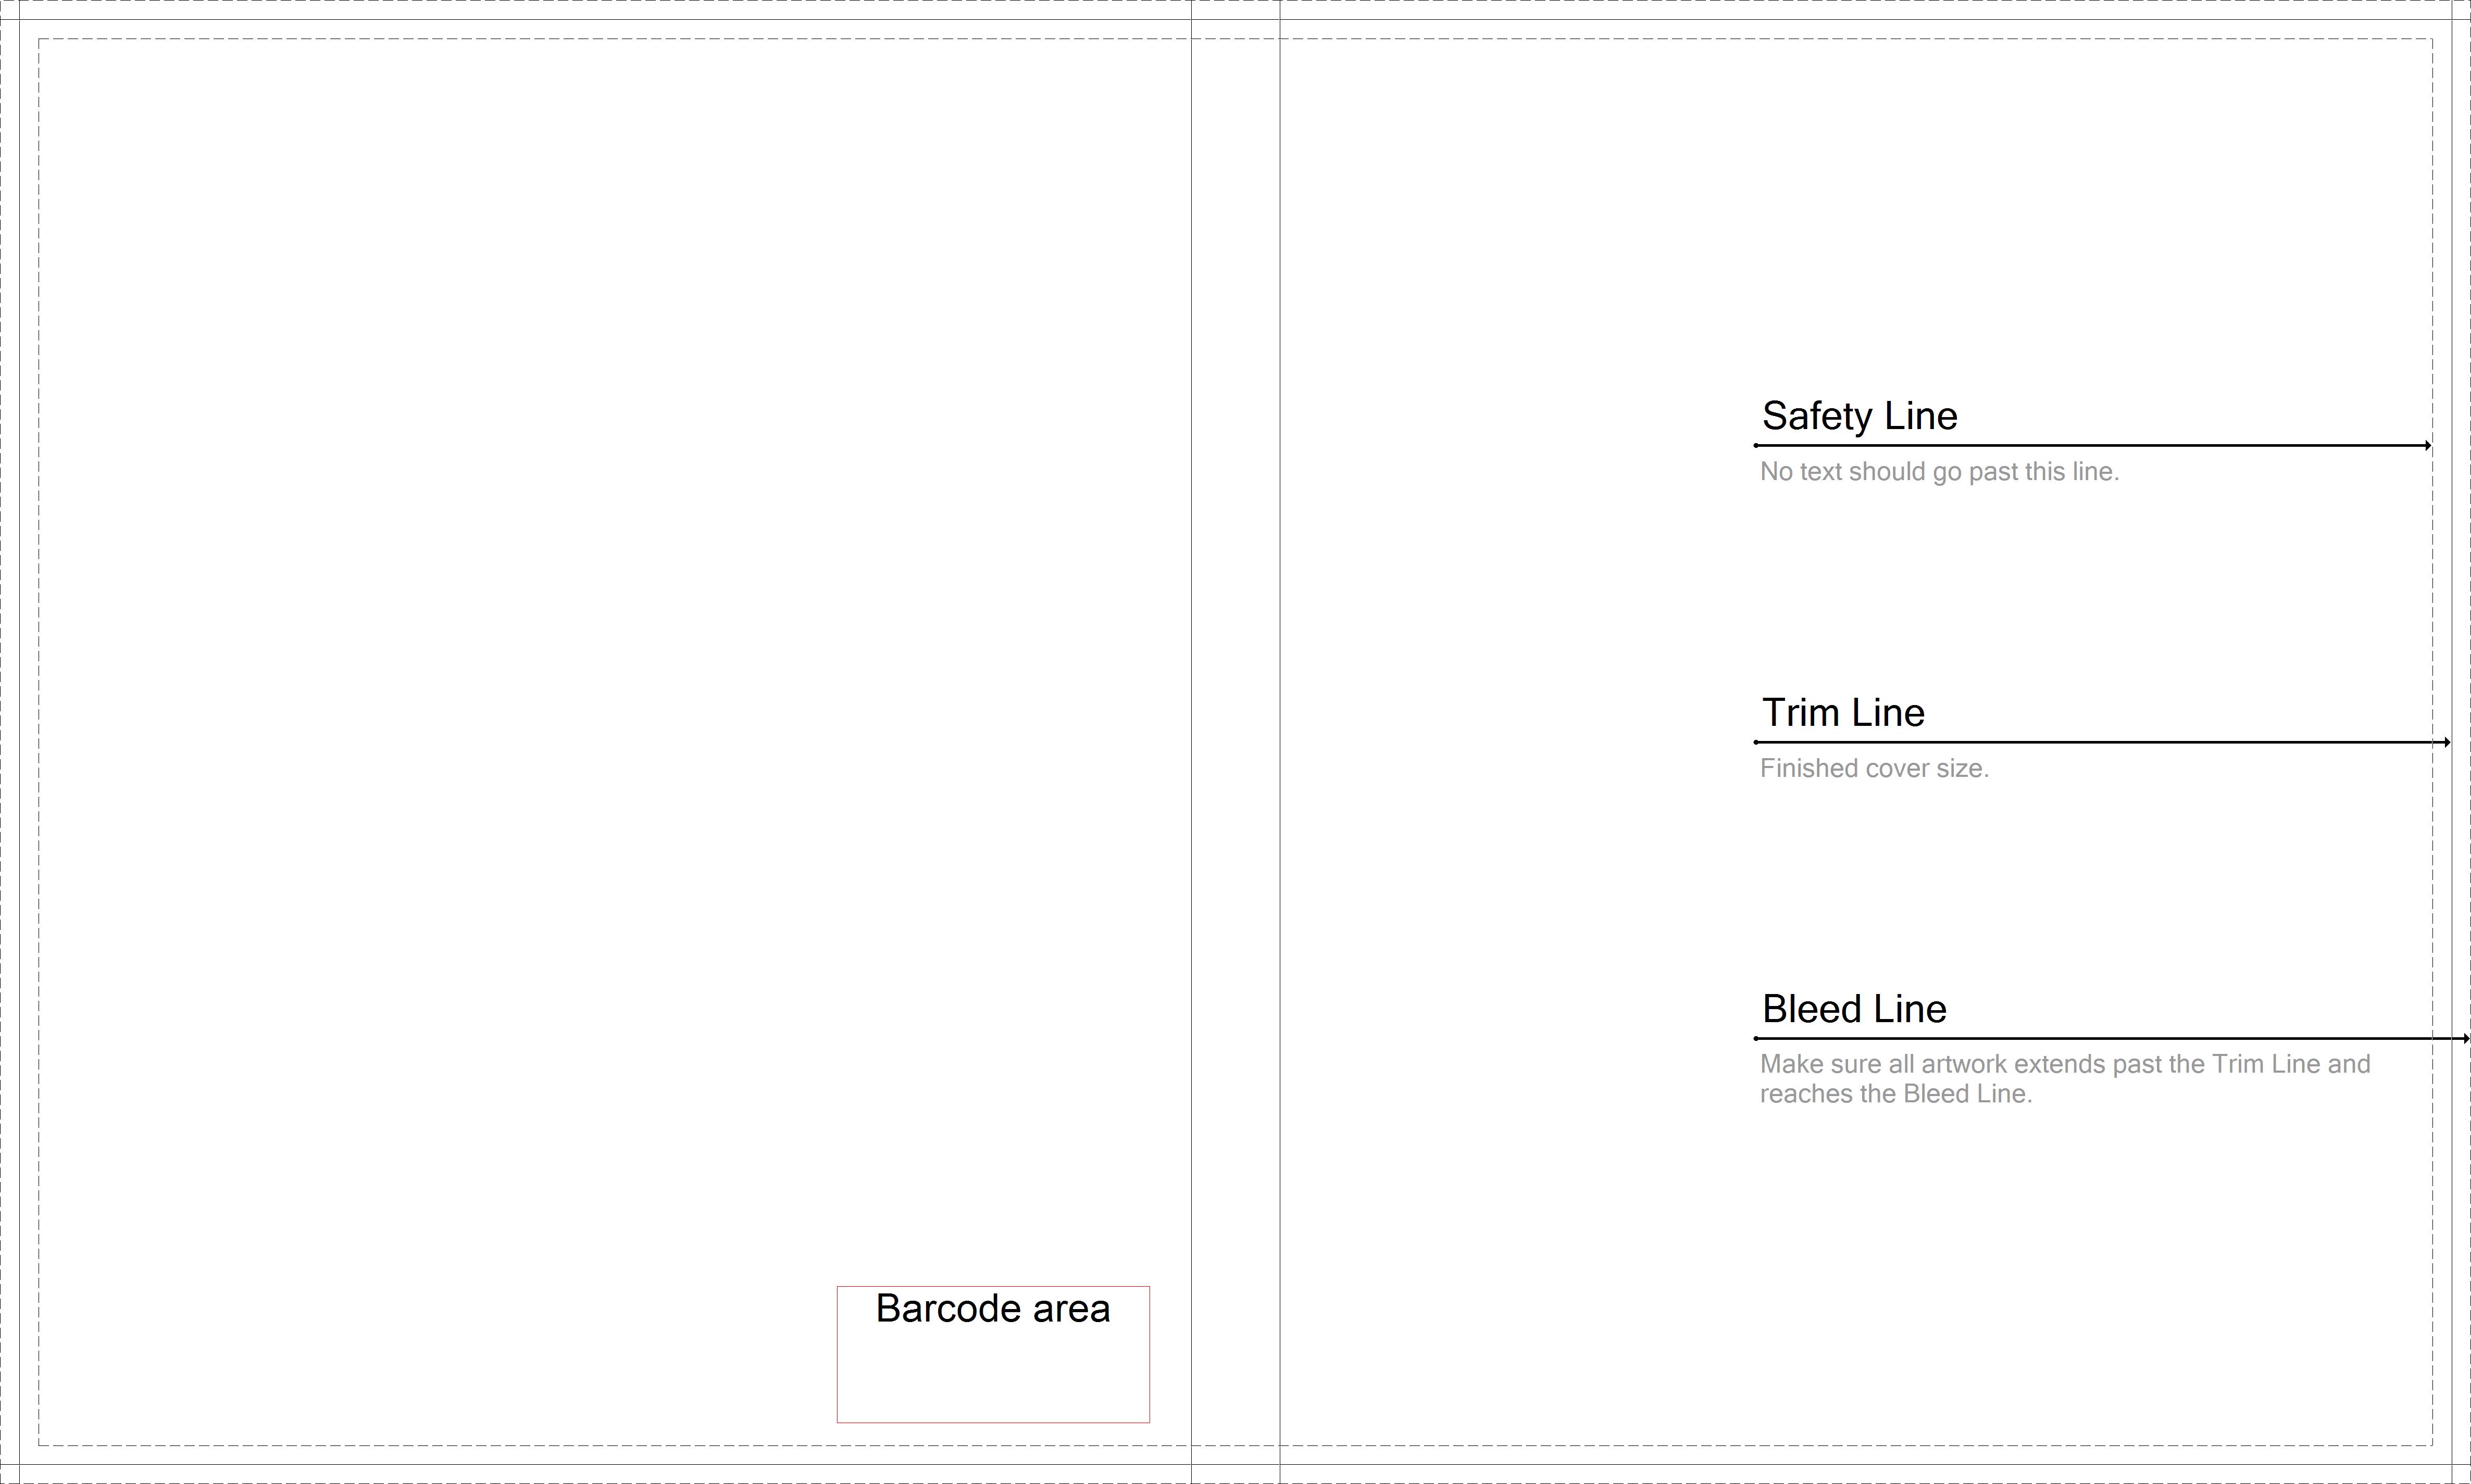 Safety Line
No text should go past this line.
Trim Line
Finished cover size.
Bleed Line
Make sure all artwork extends past the Trim Line and
reaches the Bleed Line.
Barcode area